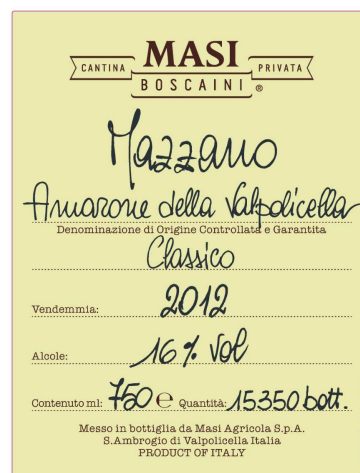 CANTINA MASI PRIVATA
BOSCAINI ®
Mazzano
Amarone della Valpolicella
Denominazione di Origine Controllata e Garantita
Classico
Vendemmia: 2012
Alcole: 16% vol
Contenuto ml: 750 e Quantità: 15350 bott.
Messo in bottiglia da Masi Agricola S.p.A.
S.Ambrogio di Valpolicella Italia
PRODUCT OF ITALY